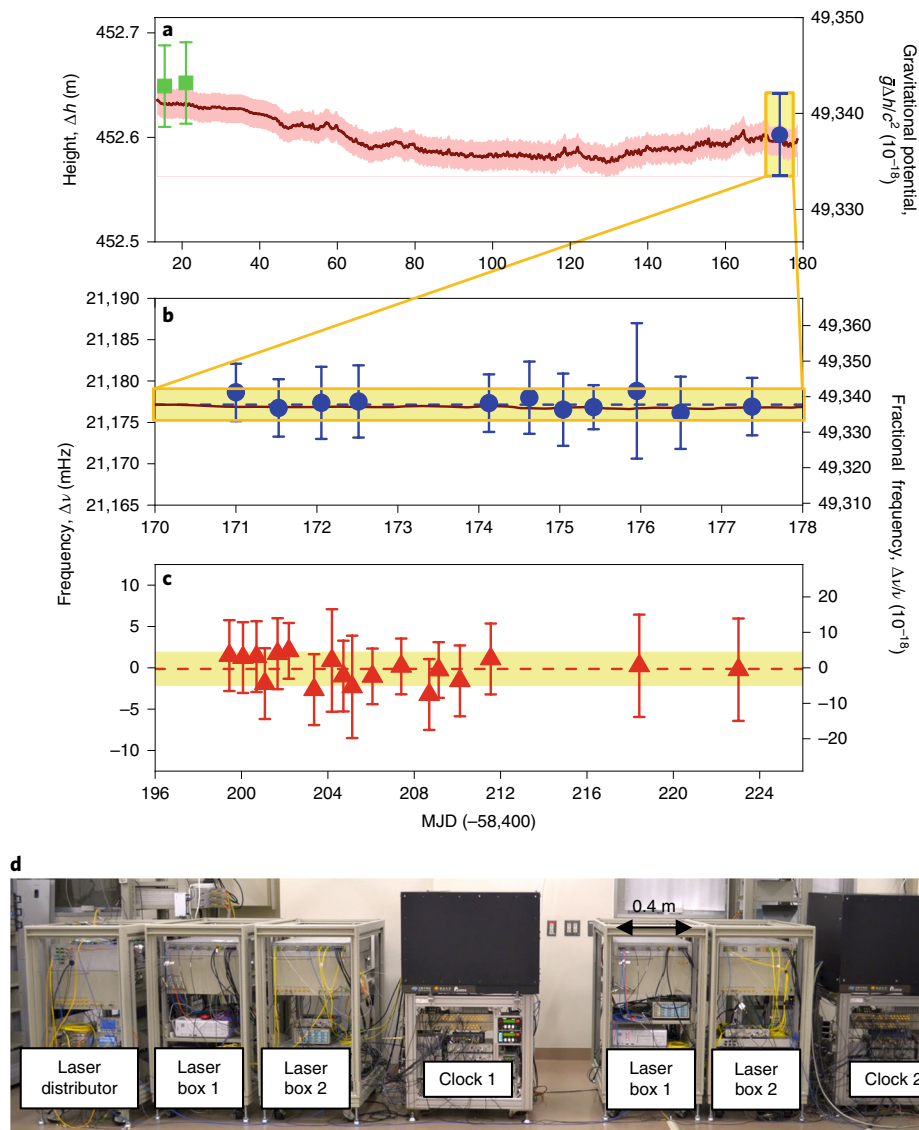 a
452.7
452.6
452.5
Height, Δh (m)
49,350
49,340
49,330
Gravitational potential,
g̅Δh/c² (10⁻¹⁸)
20 40 60 80 100 120 140 160 180
b
21,190
21,185
21,180
21,175
21,170
21,165
49,360
49,350
49,340
49,330
49,320
49,310
170 171 172 173 174 175 176 177 178
Frequency, Δν (mHz)
Fractional frequency, Δν/ν (10⁻¹⁸)
c
10
5
0
–5
–10
20
10
0
–10
–20
196 200 204 208 212 216 220 224
MJD (–58,400)
d
0.4 m
Laser
distributor
Laser
box 1
Laser
box 2
Clock 1
Laser
box 1
Laser
box 2
Clock 2